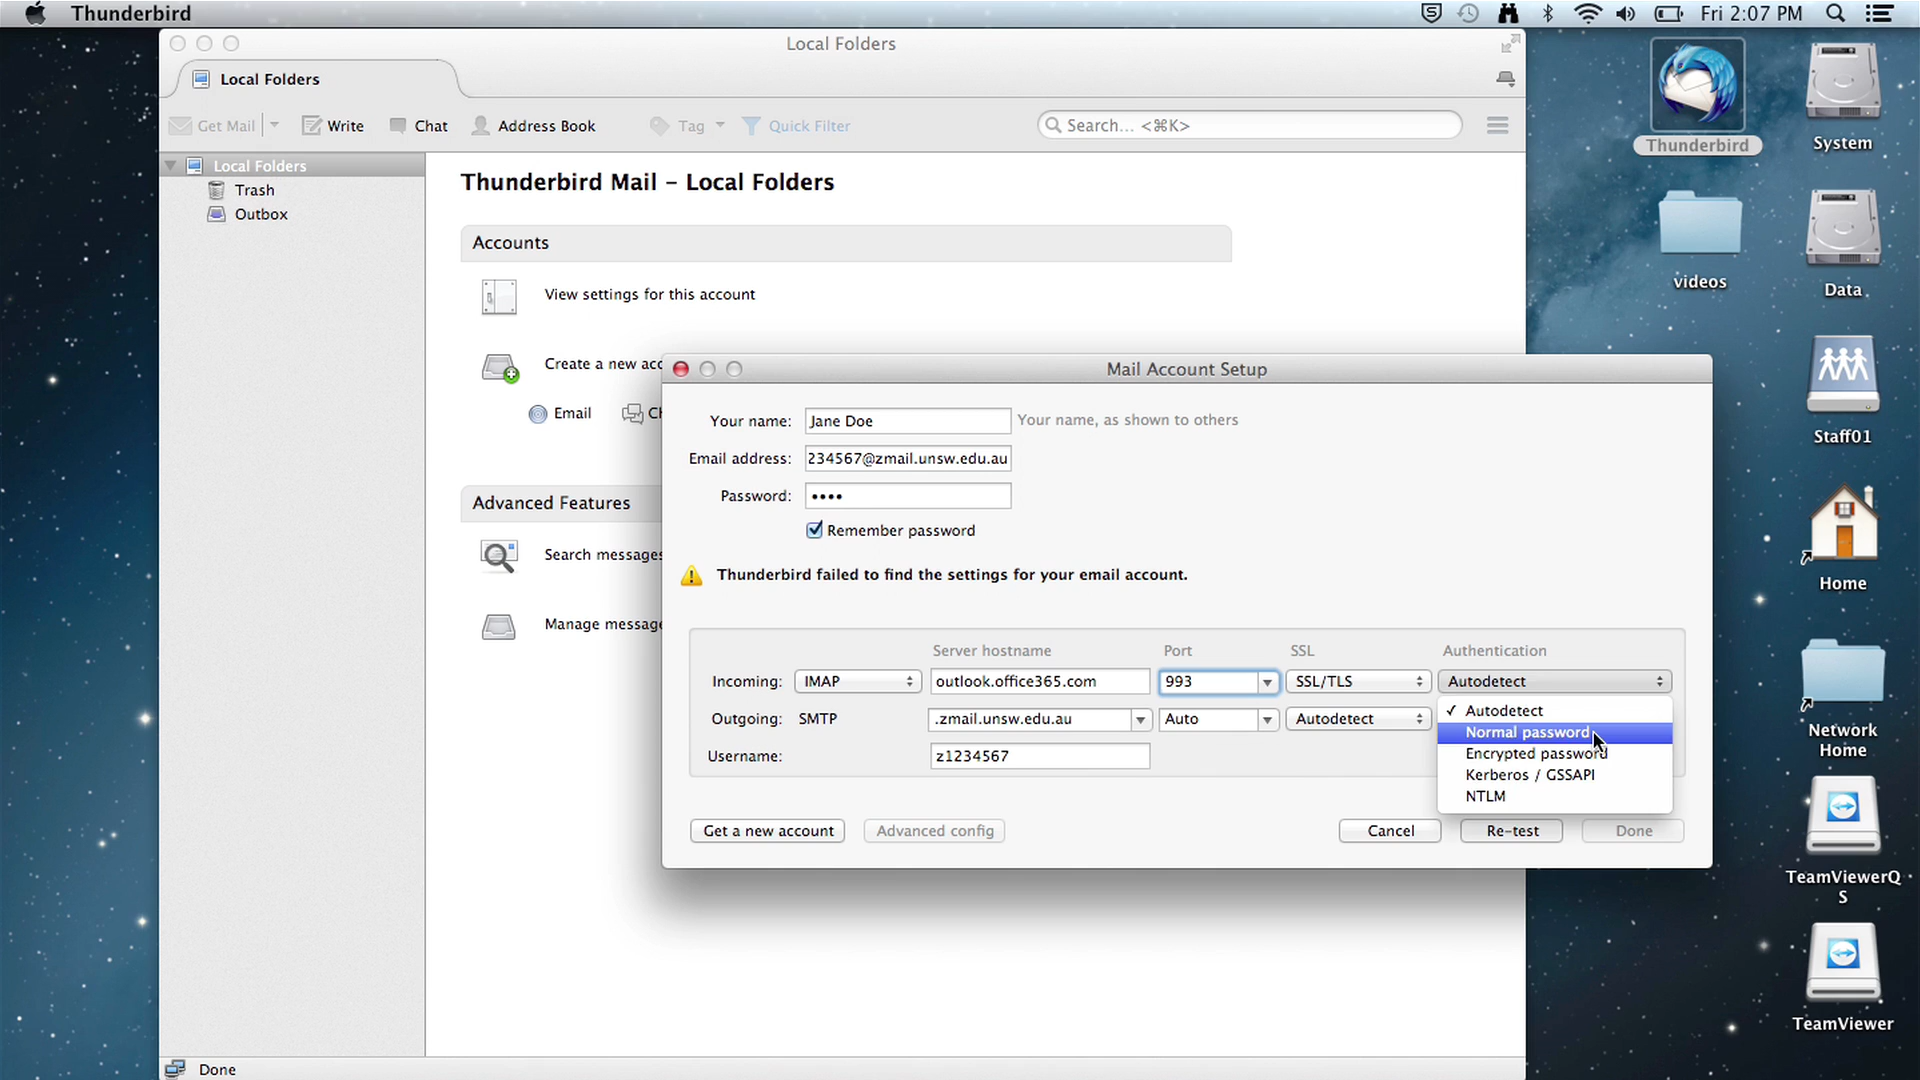 Thunderbird
Fri 2:07 PM
Local Folders
Local Folders
Get Mail
Write
Chat
Address Book
Tag
Quick Filter
Search... <⌘K>
Local Folders
Trash
Outbox
Thunderbird Mail – Local Folders
Accounts
View settings for this account
Create a new acc
Email
Ch
Advanced Features
Search messages
Manage message
Mail Account Setup
Your name: Jane Doe Your name, as shown to others
Email address: 234567@zmail.unsw.edu.au
Password: ••••
Remember password
Thunderbird failed to find the settings for your email account.
Server hostname Port SSL Authentication
Incoming: IMAP outlook.office365.com 993 SSL/TLS Autodetect
Outgoing: SMTP .zmail.unsw.edu.au Auto Autodetect
Username: z1234567
✓ Autodetect
Normal password
Encrypted password
Kerberos / GSSAPI
NTLM
Get a new account
Advanced config
Cancel
Re-test
Done
Done
Thunderbird
System
videos
Data
Staff01
Home
Network
Home
TeamViewerQ
S
TeamViewer